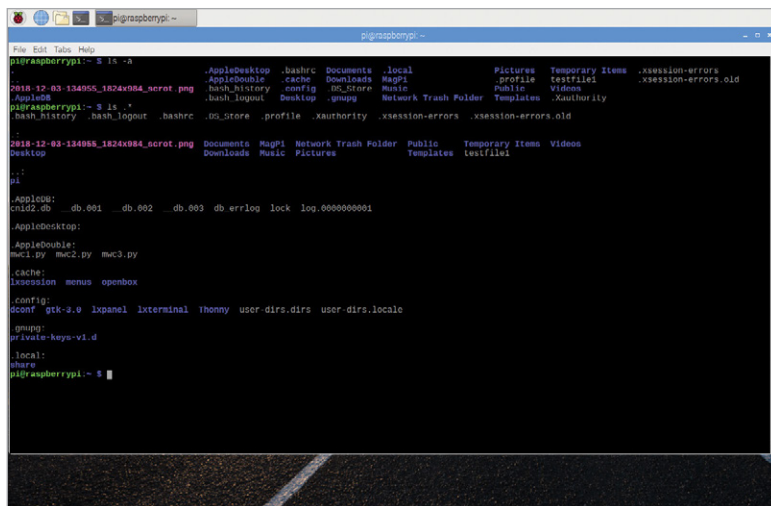 pi@raspberrypi: ~
pi@raspberrypi: ~
File Edit Tabs Help
pi@raspberrypi:~ $ ls -a
. .AppleDesktop .bashrc Documents .local Pictures Temporary Items .xsession-errors
.. .AppleDouble .cache Downloads MagPi .profile testfile1 .xsession-errors.old
2018-12-03-134955_1824x984_scrot.png .bash_history .config .DS_Store Music Public Videos
.AppleDB .bash_logout Desktop .gnupg Network Trash Folder Templates .Xauthority
pi@raspberrypi:~ $ ls .*
.bash_history .bash_logout .bashrc .DS_Store .profile .Xauthority .xsession-errors .xsession-errors.old
.:
2018-12-03-134955_1824x984_scrot.png Documents MagPi Network Trash Folder Public Temporary Items Videos
Desktop Downloads Music Pictures Templates testfile1
..:
pi
.AppleDB:
cnid2.db __db.001 __db.002 __db.003 db_errlog lock log.0000000001
.AppleDesktop:
.AppleDouble:
mwc1.py mwc2.py mwc3.py
.cache:
lxsession menus openbox
.config:
dconf gtk-3.0 lxpanel lxterminal Thonny user-dirs.dirs user-dirs.locale
.gnupg:
private-keys-v1.d
.local:
share
pi@raspberrypi:~ $